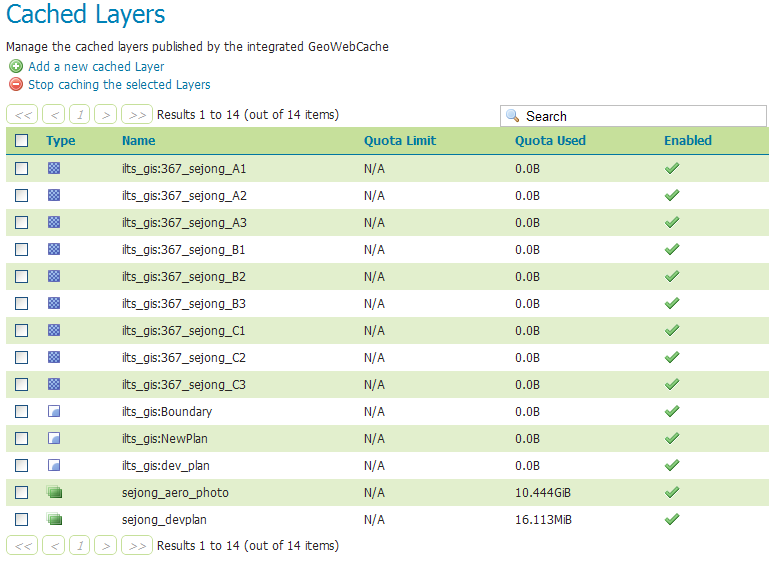 Cached Layers
Manage the cached layers published by the integrated GeoWebCache
Add a new cached Layer
Stop caching the selected Layers
<< < 1 > >> Results 1 to 14 (out of 14 items) Search
Type Name Quota Limit Quota Used Enabled
ilts_gis:367_sejong_A1 N/A 0.0B
ilts_gis:367_sejong_A2 N/A 0.0B
ilts_gis:367_sejong_A3 N/A 0.0B
ilts_gis:367_sejong_B1 N/A 0.0B
ilts_gis:367_sejong_B2 N/A 0.0B
ilts_gis:367_sejong_B3 N/A 0.0B
ilts_gis:367_sejong_C1 N/A 0.0B
ilts_gis:367_sejong_C2 N/A 0.0B
ilts_gis:367_sejong_C3 N/A 0.0B
ilts_gis:Boundary N/A 0.0B
ilts_gis:NewPlan N/A 0.0B
ilts_gis:dev_plan N/A 0.0B
sejong_aero_photo N/A 10.444GiB
sejong_devplan N/A 16.113MiB
<< < 1 > >> Results 1 to 14 (out of 14 items)